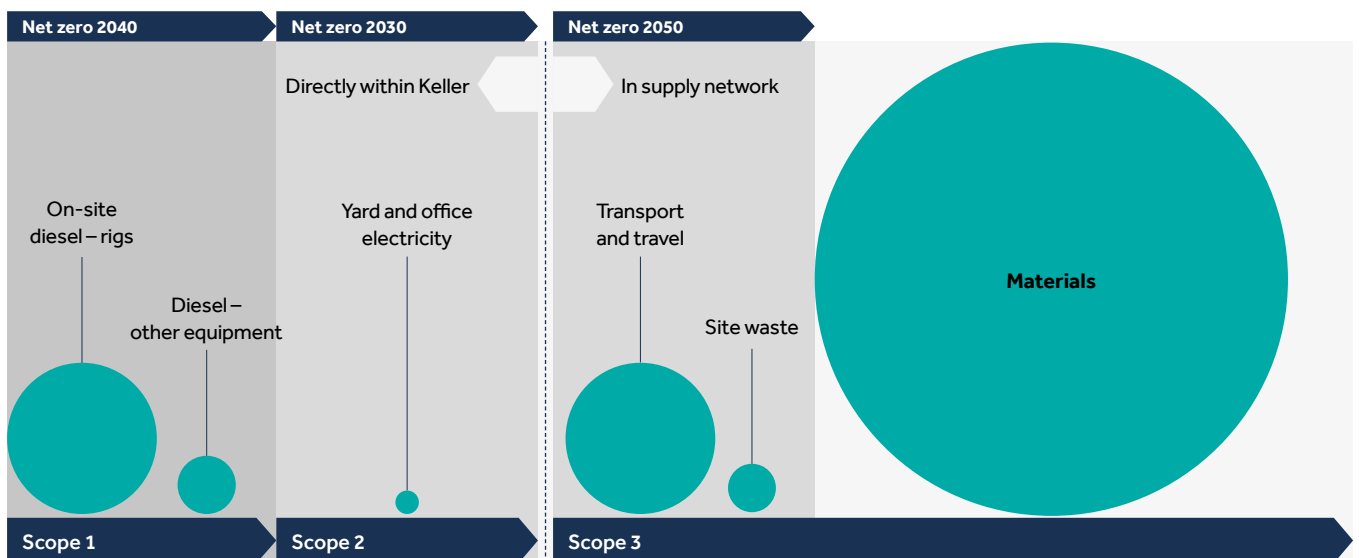 Net zero 2040
Net zero 2030
Net zero 2050
Directly within Keller
In supply network
On-site
diesel – rigs
Diesel –
other equipment
Yard and office
electricity
Transport
and travel
Site waste
Materials
Scope 1
Scope 2
Scope 3